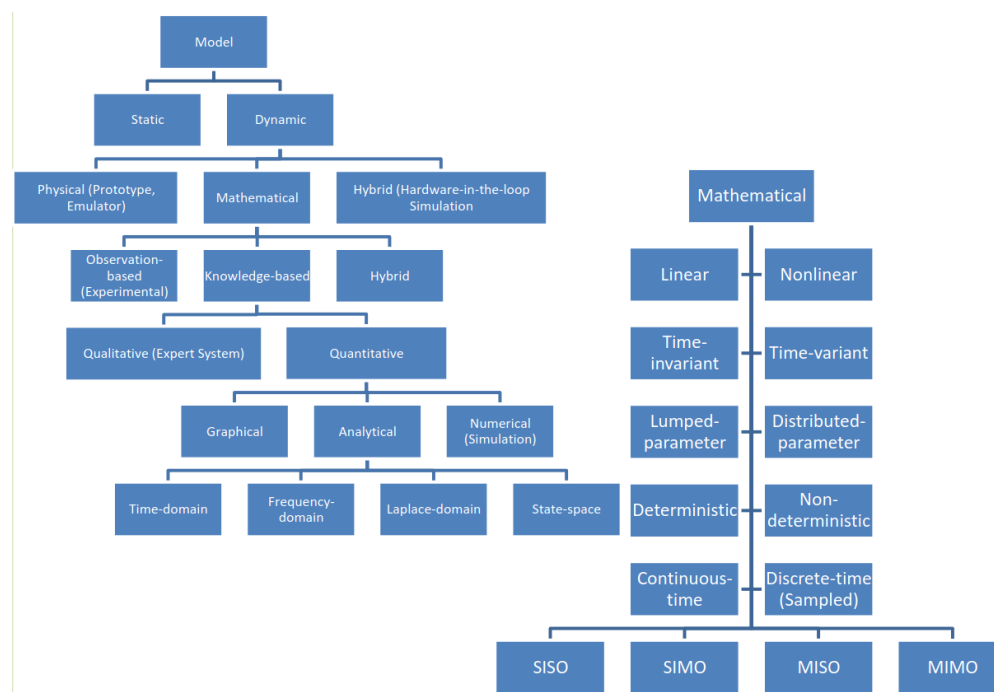 Model
Static
Dynamic
Physical (Prototype,
Emulator)
Mathematical
Hybrid (Hardware-in-the-loop
Simulation
Observation-
based
(Experimental)
Knowledge-based
Hybrid
Qualitative (Expert System)
Quantitative
Graphical
Analytical
Numerical
(Simulation)
Time-domain
Frequency-
domain
Laplace-domain
State-space
Mathematical
Linear
Nonlinear
Time-
invariant
Time-variant
Lumped-
parameter
Distributed-
parameter
Deterministic
Non-
deterministic
Continuous-
time
Discrete-time
(Sampled)
SISO
SIMO
MISO
MIMO